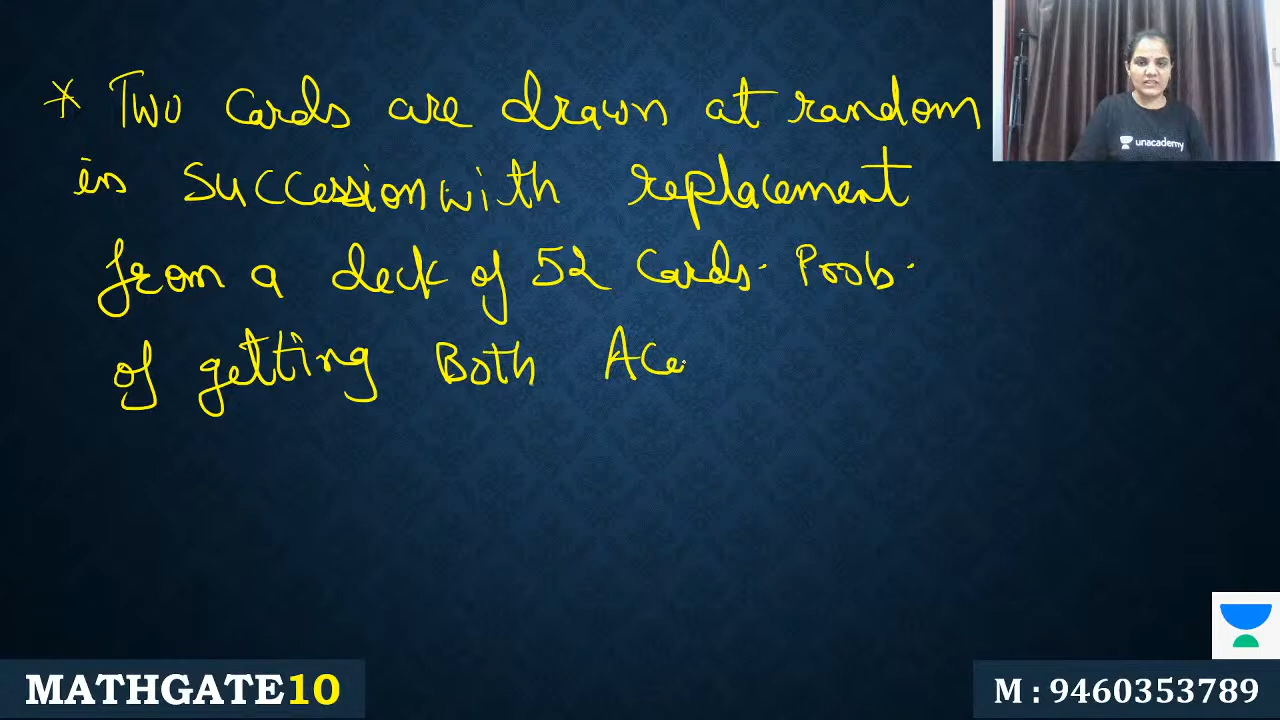 * Two Cards are drawn at random
in Succession with replacement
from a deck of 52 Cards. Prob.
of getting Both Ace
unacademy
MATHGATE10
M : 9460353789